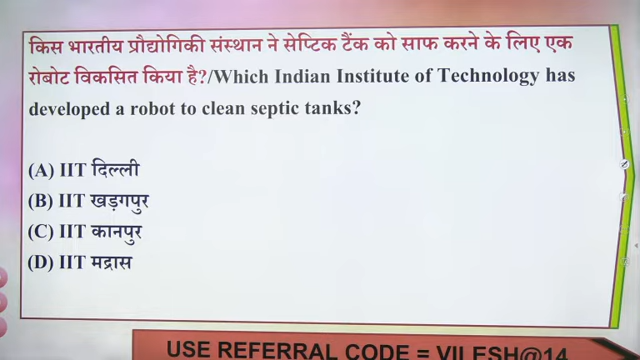 किस भारतीय प्रौद्योगिकी संस्थान ने सेप्टिक टैंक को साफ करने के लिए एक
रोबोट विकसित किया है?/Which Indian Institute of Technology has
developed a robot to clean septic tanks?
(A) IIT दिल्ली
(B) IIT खड़गपुर
(C) IIT कानपुर
(D) IIT मद्रास
USE REFERRAL CODE = VILESH@14